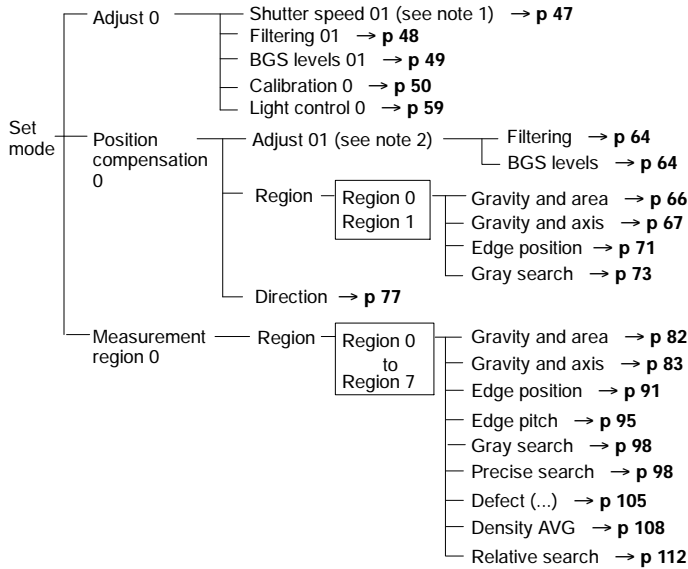 Set mode
Adjust 0
Shutter speed 01 (see note 1) → p 47
Filtering 01 → p 48
BGS levels 01 → p 49
Calibration 0 → p 50
Light control 0 → p 59
Position compensation 0
Adjust 01 (see note 2)
Filtering → p 64
BGS levels → p 64
Region
Region 0
Region 1
Gravity and area → p 66
Gravity and axis → p 67
Edge position → p 71
Gray search → p 73
Direction → p 77
Measurement region 0
Region
Region 0
to
Region 7
Gravity and area → p 82
Gravity and axis → p 83
Edge position → p 91
Edge pitch → p 95
Gray search → p 98
Precise search → p 98
Defect (...) → p 105
Density AVG → p 108
Relative search → p 112